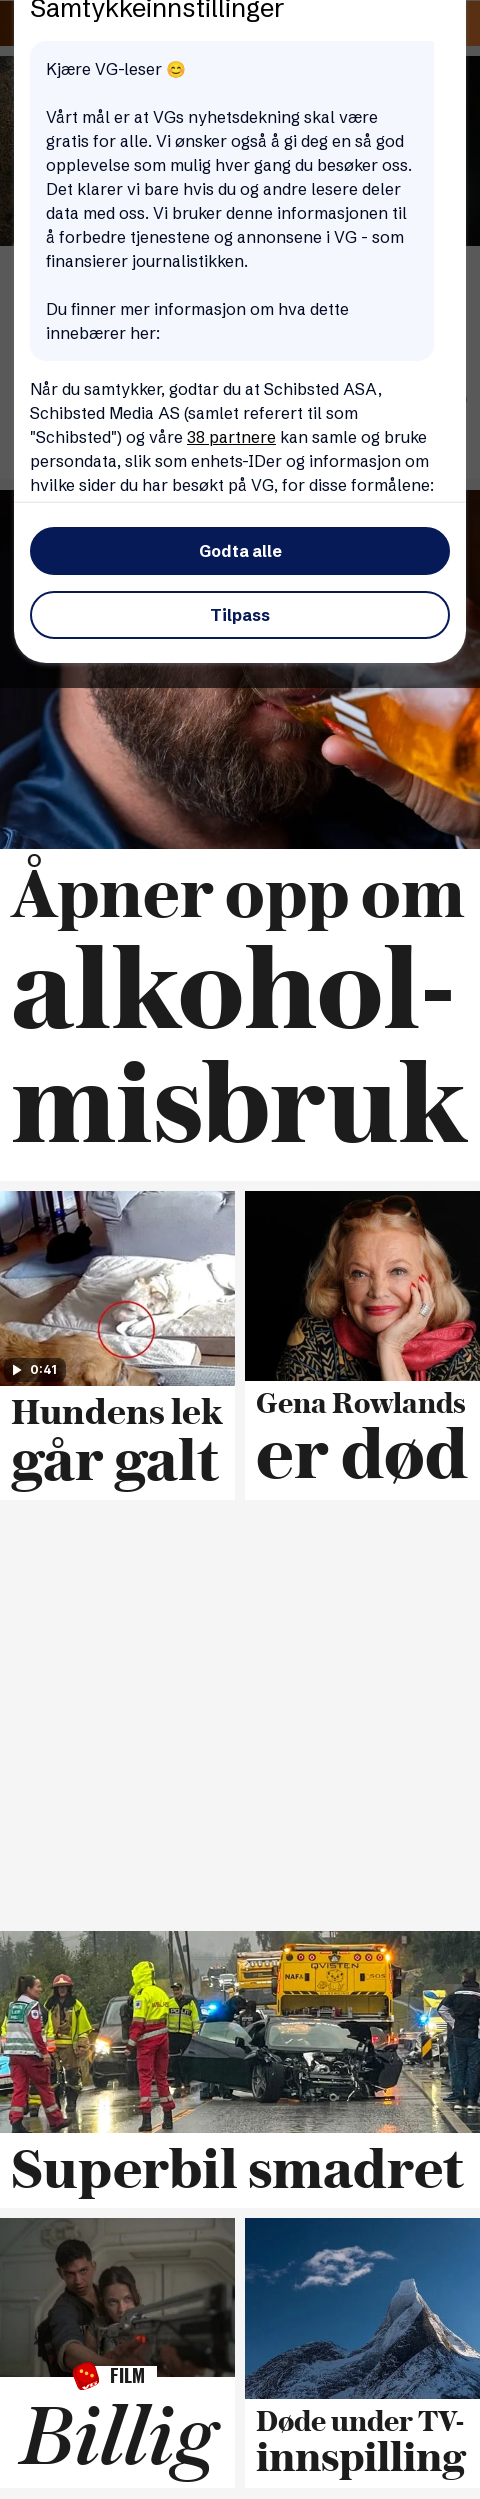 Samtykkeinnstillinger
Kjære VG-leser 😊
Vårt mål er at VGs nyhetsdekning skal være
gratis for alle. Vi ønsker også å gi deg en så god
opplevelse som mulig hver gang du besøker oss.
Det klarer vi bare hvis du og andre lesere deler
data med oss. Vi bruker denne informasjonen til
å forbedre tjenestene og annonsene i VG - som
finansierer journalistikken.
Du finner mer informasjon om hva dette
innebærer her:
Når du samtykker, godtar du at Schibsted ASA,
Schibsted Media AS (samlet referert til som
"Schibsted") og våre 38 partnere kan samle og bruke
persondata, slik som enhets-IDer og informasjon om
hvilke sider du har besøkt på VG, for disse formålene:
Godta alle
Tilpass
Åpner opp om
alkohol-
misbruk
0:41
Hundens lek
går galt
Gena Rowlands
er død
QVISTEN
NAF
SOS
POLITI
Superbil smadret
VG
FILM
Billig
Døde under TV-
innspilling